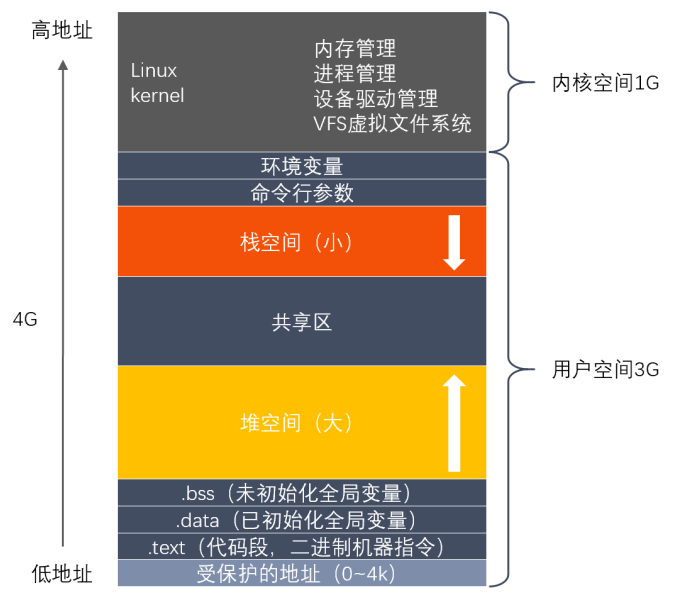 高地址
Linux
kernel
内存管理
进程管理
设备驱动管理
VFS虚拟文件系统
内核空间1G
环境变量
命令行参数
栈空间（小）
4G
共享区
用户空间3G
堆空间（大）
.bss（未初始化全局变量）
.data（已初始化全局变量）
.text（代码段，二进制机器指令）
低地址
受保护的地址（0~4k）